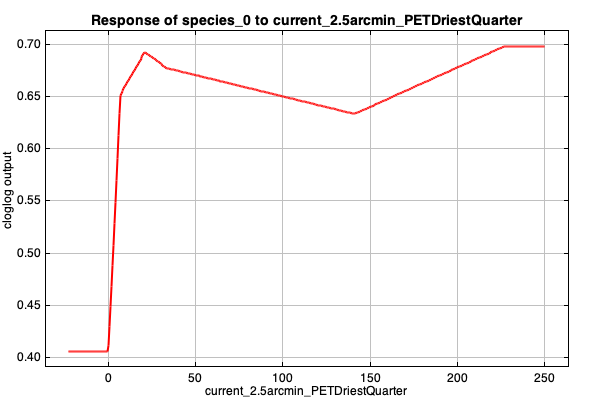 Response of species_0 to current_2.5arcmin_PETDriestQuarter
0.70
0.65
0.60
0.55
0.50
0.45
0.40
cloglog output
0 50 100 150 200 250
current_2.5arcmin_PETDriestQuarter